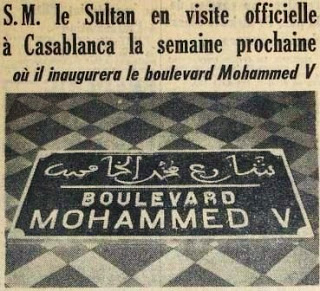 S.M. le Sultan en visite officielle
à Casablanca la semaine prochaine
où il inaugurera le boulevard Mohammed V
شارع محمد الخامس
BOULEVARD
MOHAMMED V